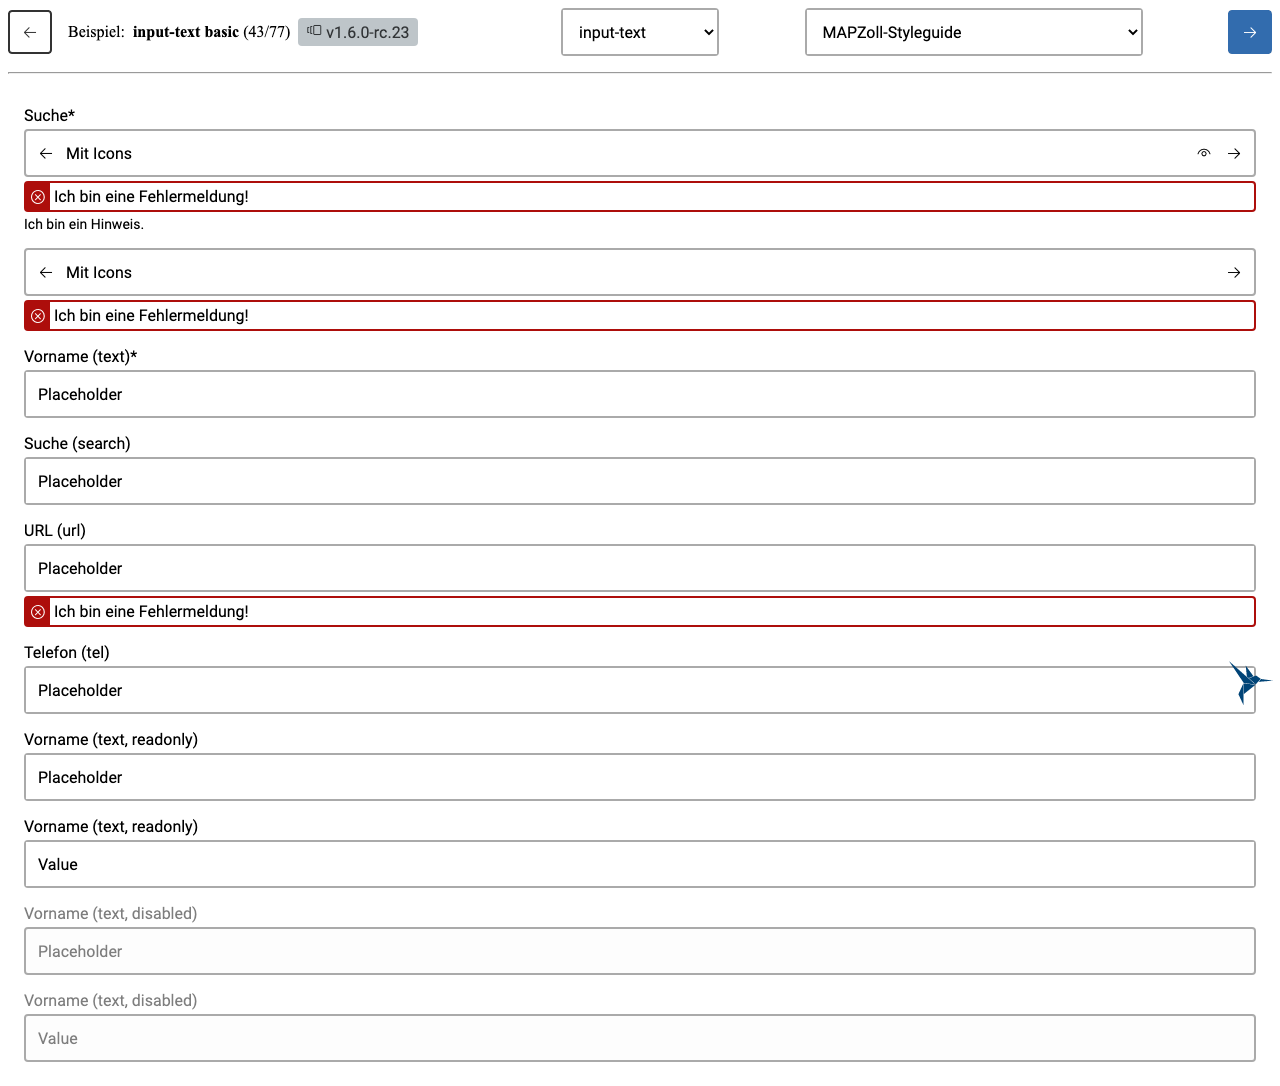 Beispiel: input-text basic (43/77) v1.6.0-rc.23 input-text MAPZoll-Styleguide
Suche*
Mit Icons
Ich bin eine Fehlermeldung!
Ich bin ein Hinweis.
Mit Icons
Ich bin eine Fehlermeldung!
Vorname (text)*
Placeholder
Suche (search)
Placeholder
URL (url)
Placeholder
Ich bin eine Fehlermeldung!
Telefon (tel)
Placeholder
Vorname (text, readonly)
Placeholder
Vorname (text, readonly)
Value
Vorname (text, disabled)
Placeholder
Vorname (text, disabled)
Value